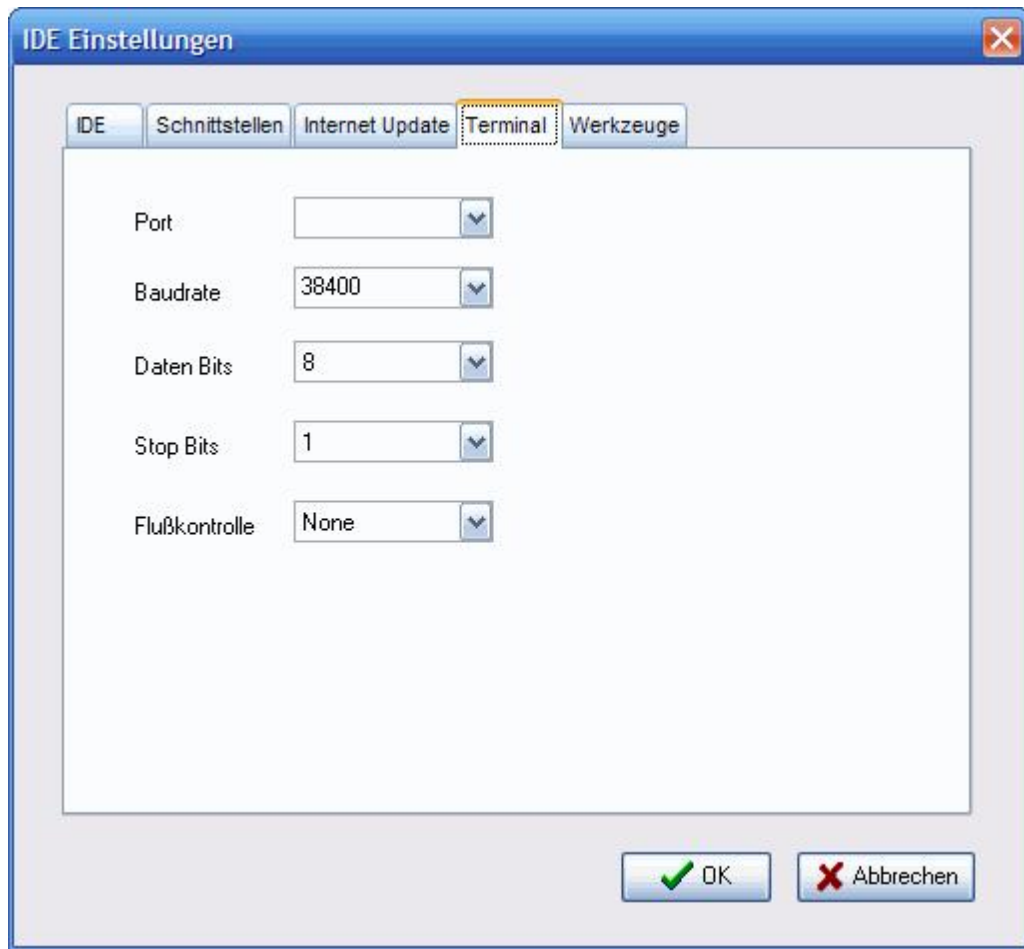 IDE Einstellungen
IDE Schnittstellen Internet Update Terminal Werkzeuge
Port
Baudrate 38400
Daten Bits 8
Stop Bits 1
Flußkontrolle None
OK Abbrechen